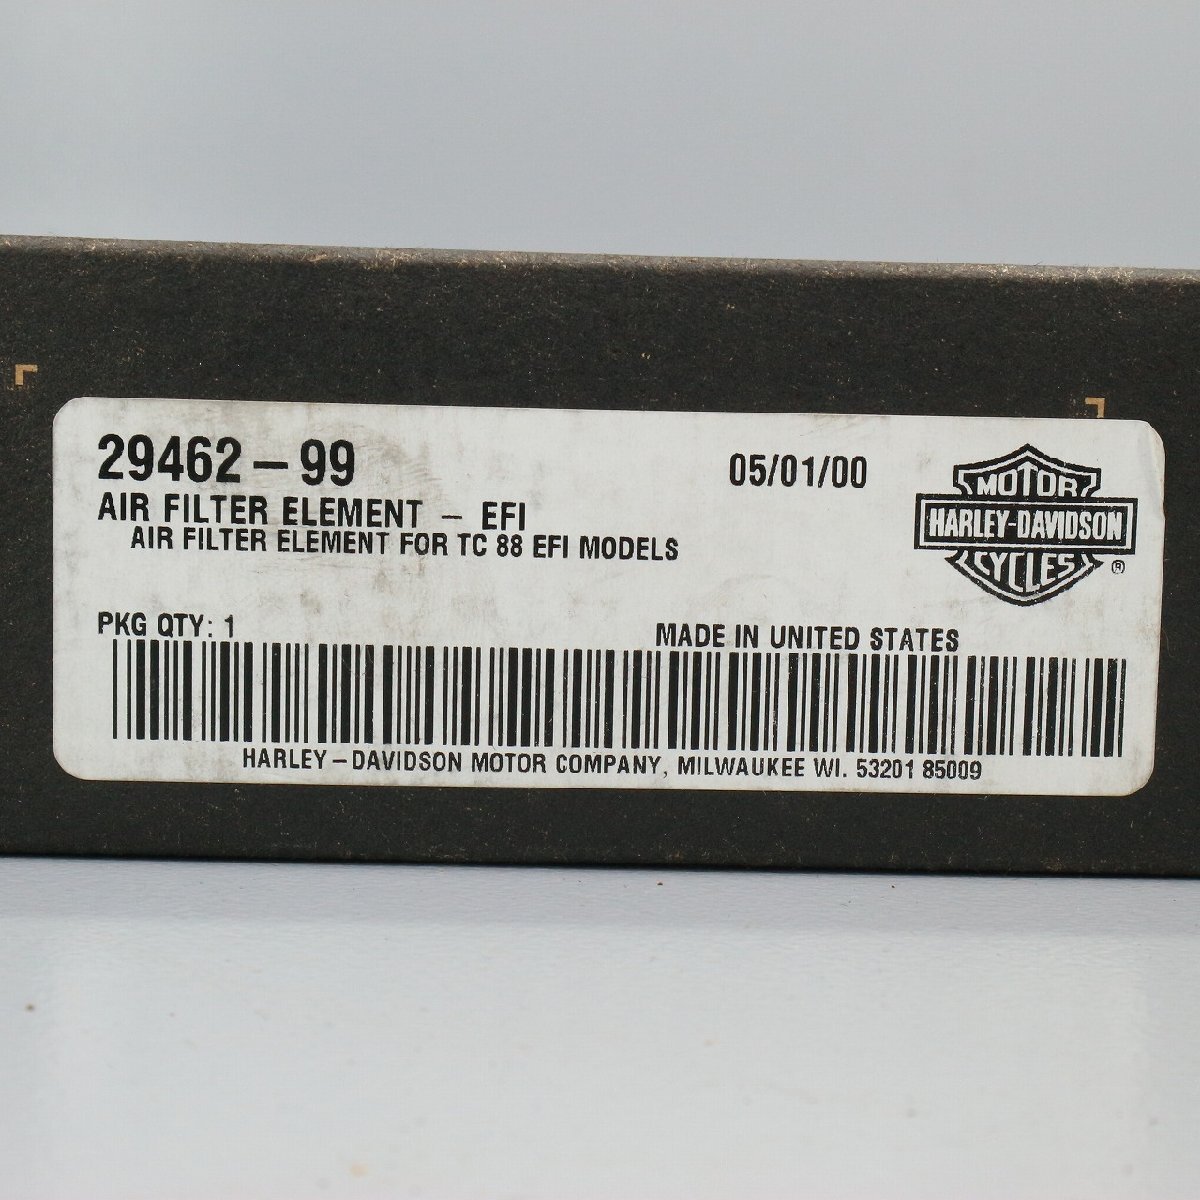 29462-99
05/01/00
AIR FILTER ELEMENT - EFI
AIR FILTER ELEMENT FOR TC 88 EFI MODELS
MOTOR
HARLEY-DAVIDSON
CYCLES ®
PKG QTY: 1
MADE IN UNITED STATES
HARLEY-DAVIDSON MOTOR COMPANY, MILWAUKEE WI. 53201 85009